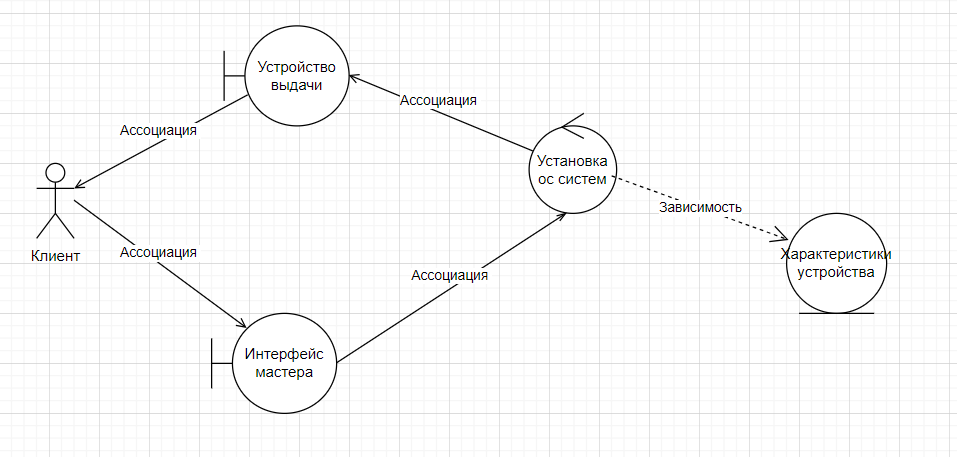 Устройство
выдачи
Ассоциация
Ассоциация
Установка
ос систем
Зависимость
Клиент
Ассоциация
Характеристики
устройства
Ассоциация
Интерфейс
мастера